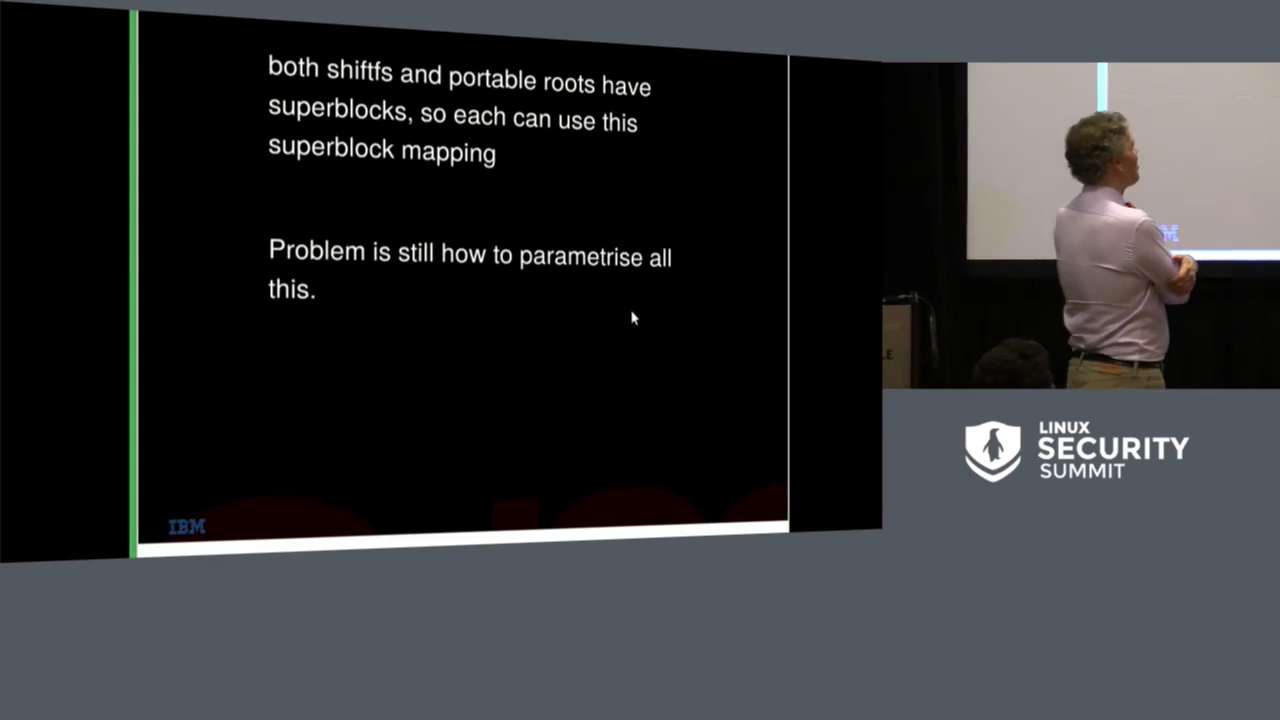 both shiftfs and portable roots have
superblocks, so each can use this
superblock mapping
Problem is still how to parametrise all
this.
IBM
LINUX
SECURITY
SUMMIT